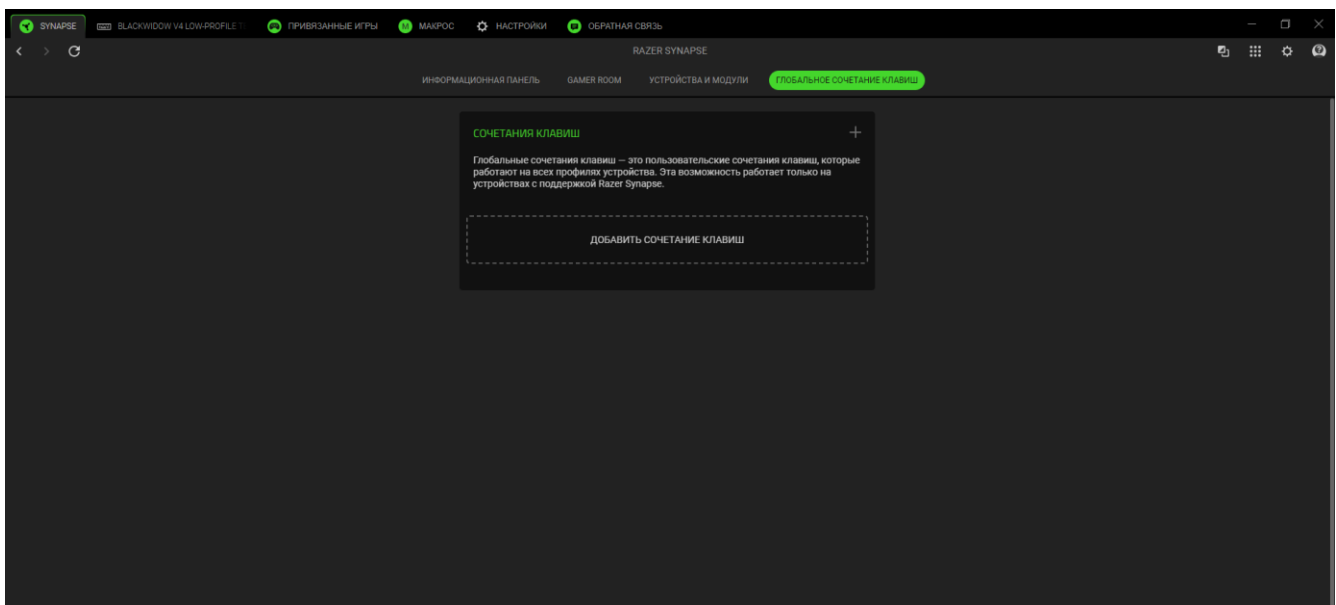 SYNAPSE BLACKWIDOW V4 LOW-PROFILE ПРИВЯЗАННЫЕ ИГРЫ M МАКРОС НАСТРОЙКИ ОБРАТНАЯ СВЯЗЬ
RAZER SYNAPSE
ИНФОРМАЦИОННАЯ ПАНЕЛЬ GAMER ROOM УСТРОЙСТВА И МОДУЛИ ГЛОБАЛЬНОЕ СОЧЕТАНИЕ КЛАВИШ
СОЧЕТАНИЯ КЛАВИШ
Глобальные сочетания клавиш — это пользовательские сочетания клавиш, которые
работают на всех профилях устройства. Эта возможность работает только на
устройствах с поддержкой Razer Synapse.
ДОБАВИТЬ СОЧЕТАНИЕ КЛАВИШ